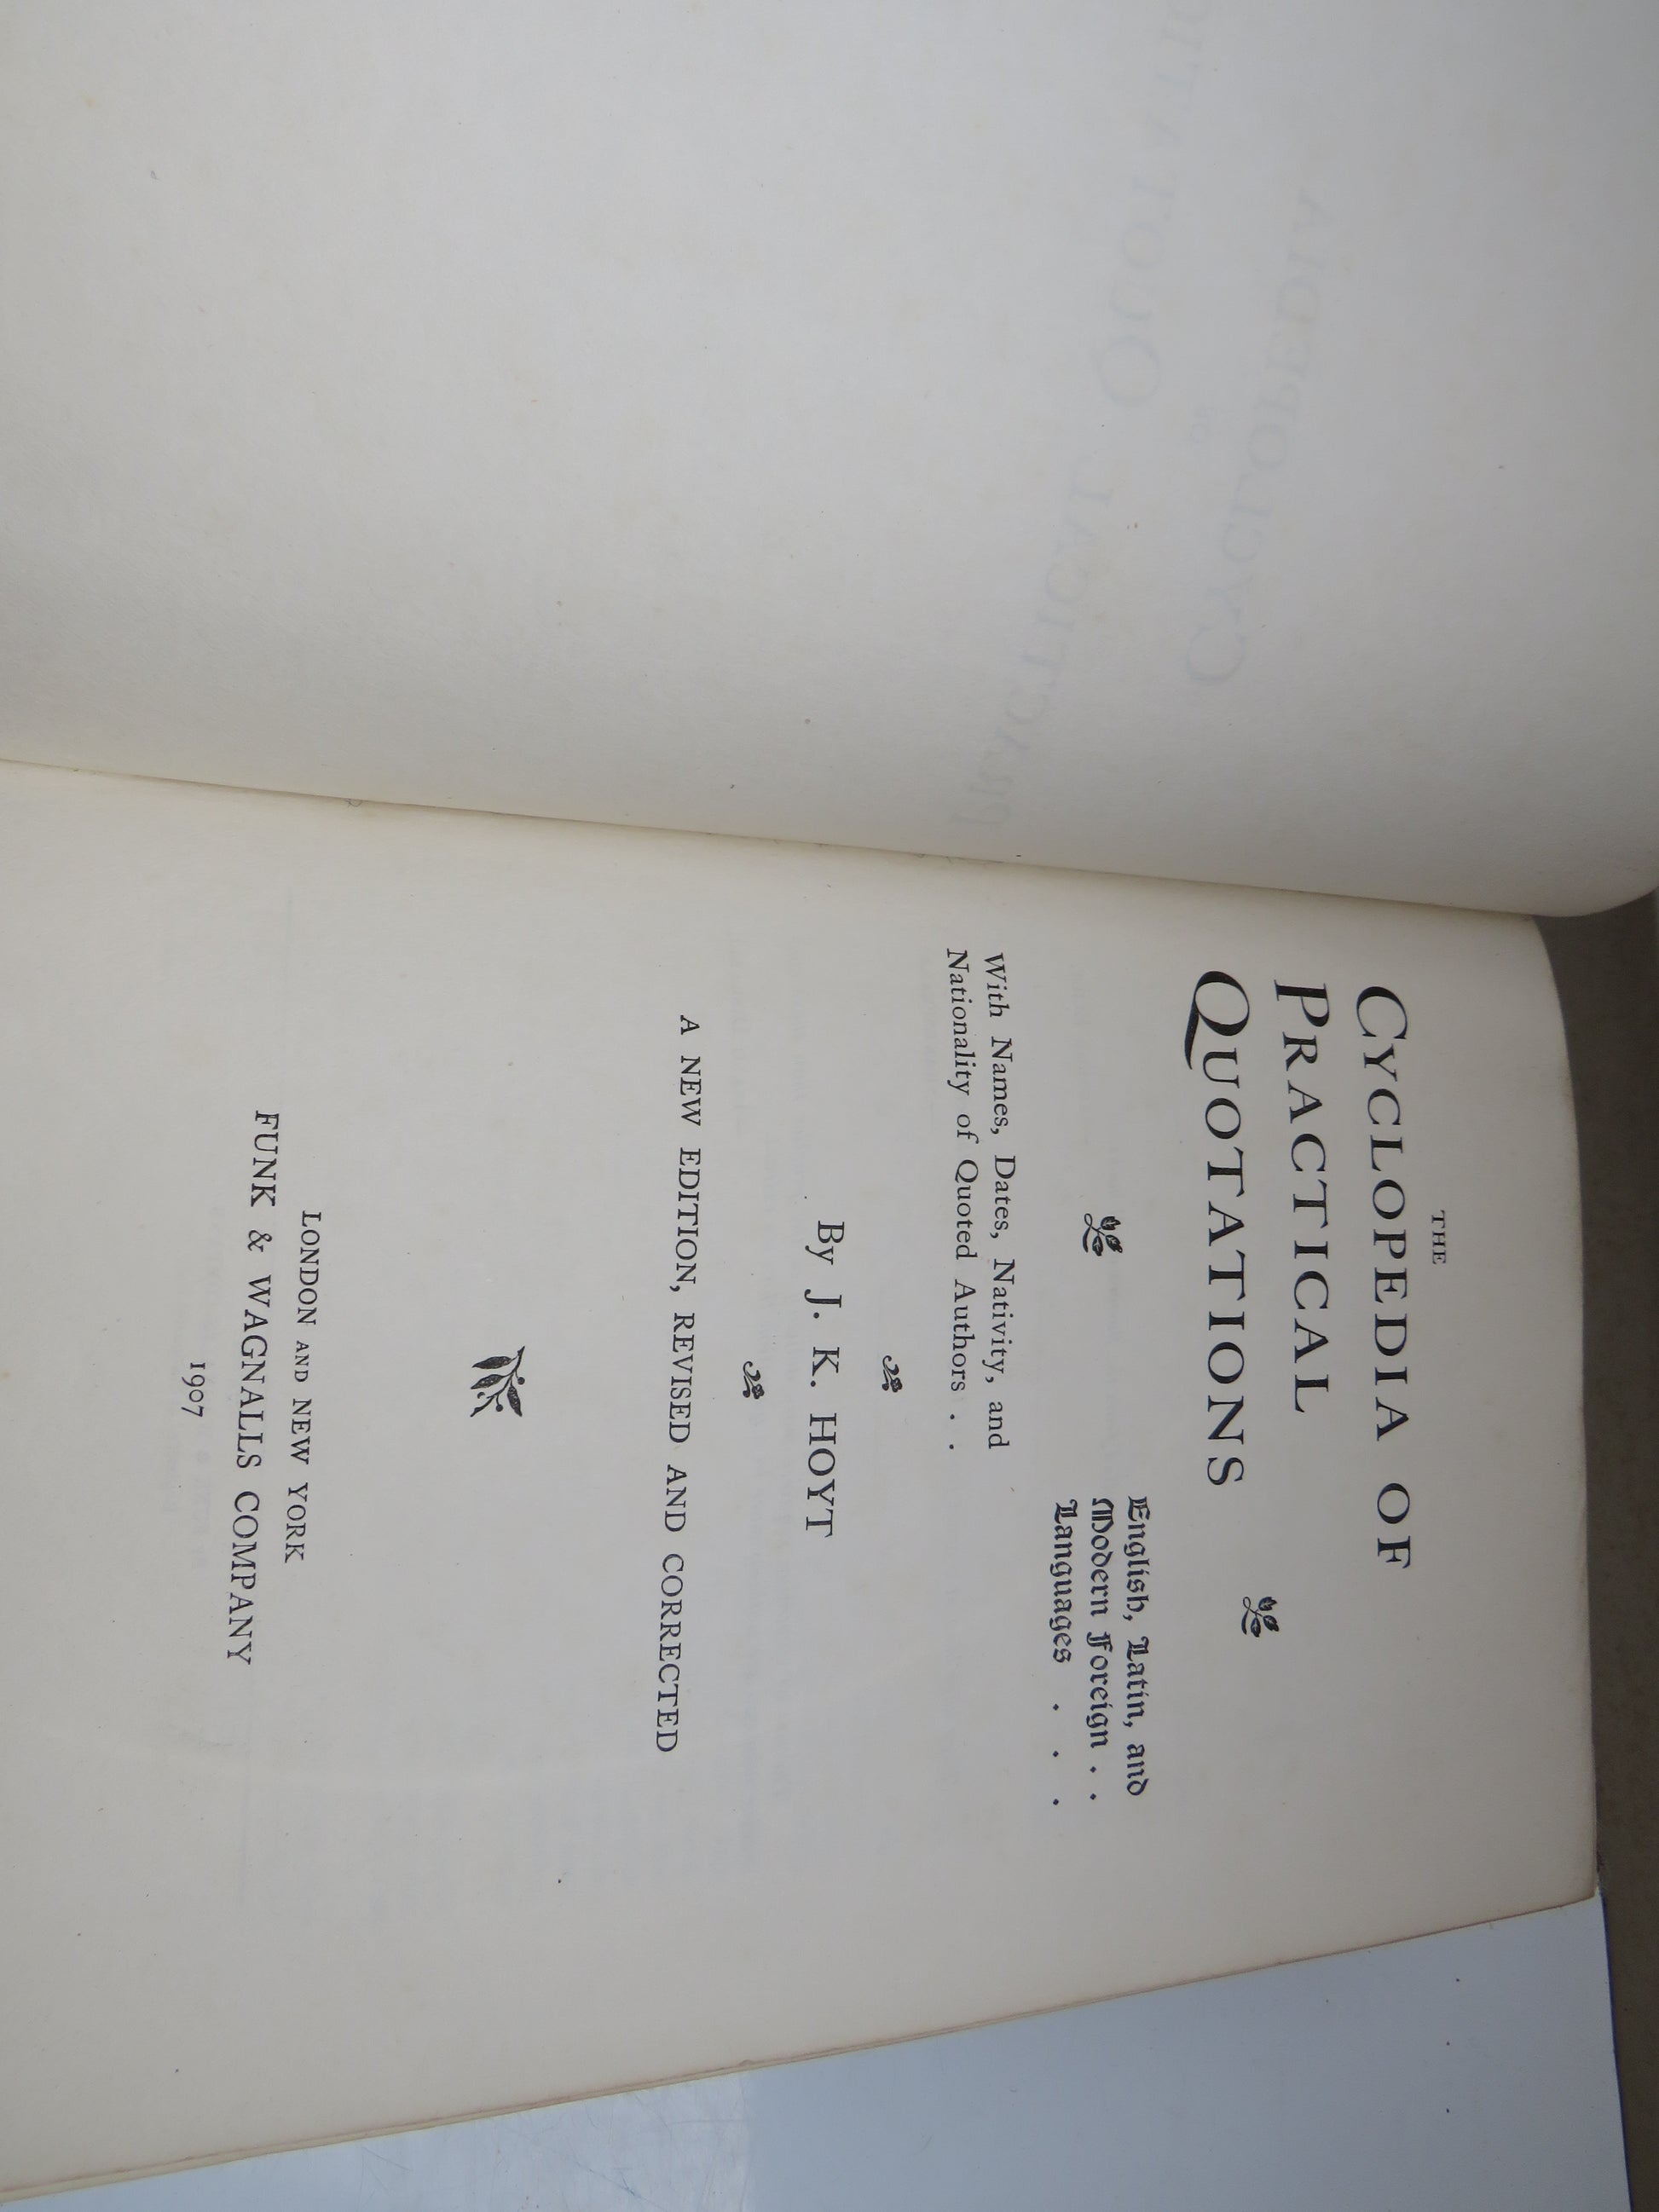 THE
CYCLOPEDIA OF
PRACTICAL
QUOTATIONS
English, Latin, and
Modern Foreign . .
Languages . . .
With Names, Dates, Nativity, and
Nationality of Quoted Authors . .
By J. K. HOYT
A NEW EDITION, REVISED AND CORRECTED
LONDON AND NEW YORK
FUNK & WAGNALLS COMPANY
1907